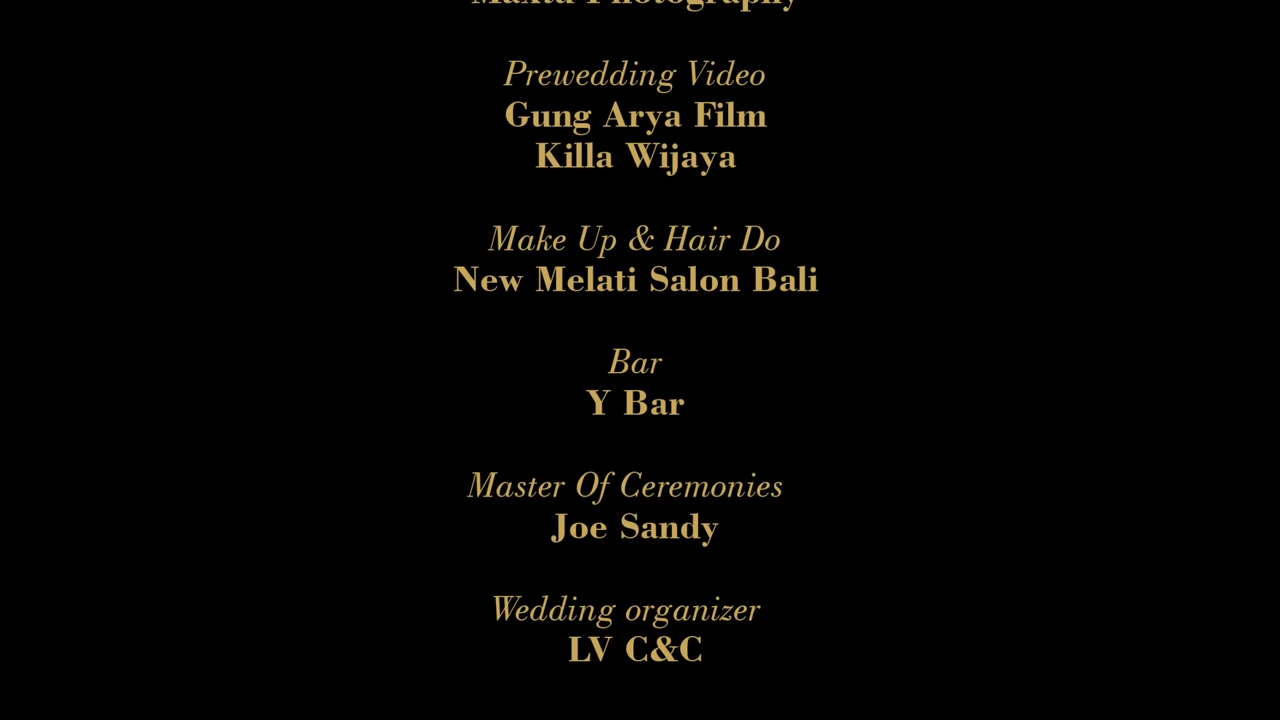 Photography
Prewedding Video
Gung Arya Film
Killa Wijaya
Make Up & Hair Do
New Melati Salon Bali
Bar
Y Bar
Master Of Ceremonies
Joe Sandy
Wedding organizer
LV C&C